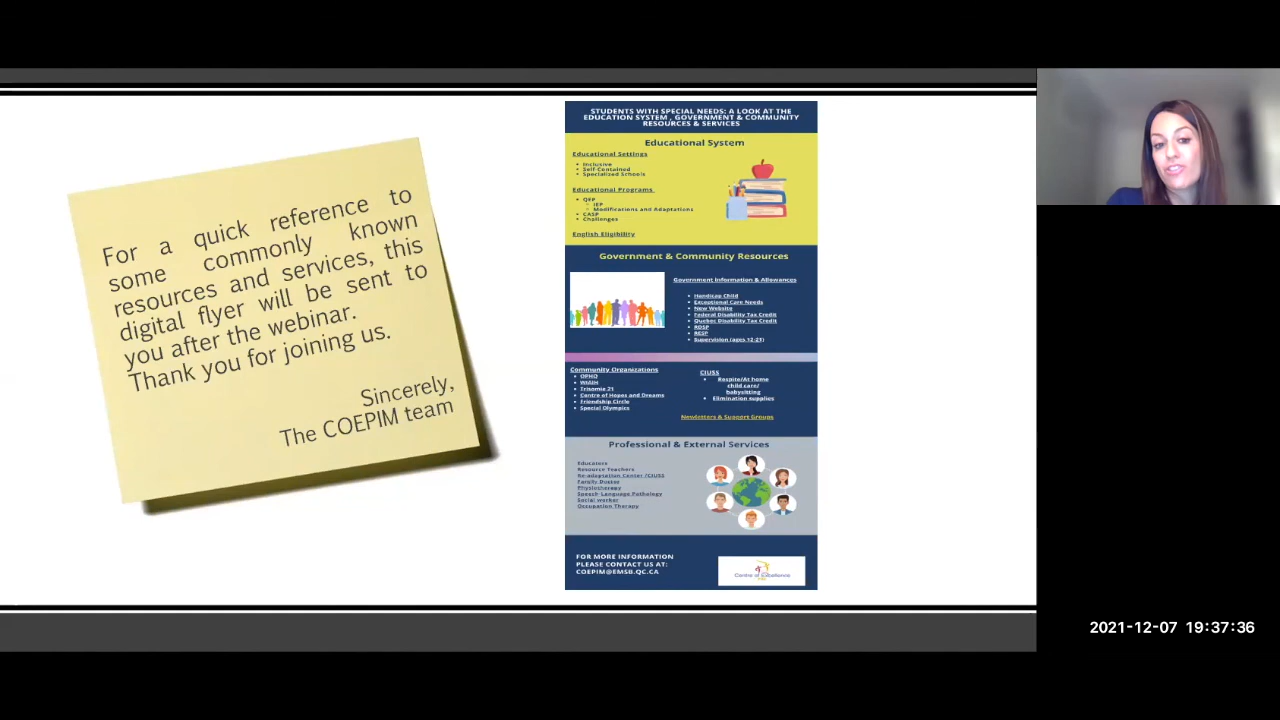 For a quick reference to
some commonly known
resources and services, this
digital flyer will be sent to
you after the webinar.
Thank you for joining us.
Sincerely,
The COEPIM team
STUDENTS WITH SPECIAL NEEDS: A LOOK AT THE
EDUCATION SYSTEM , GOVERNMENT & COMMUNITY
RESOURCES & SERVICES
Educational System
Educational Settings
Inclusive
Self-Contained
Specialized Schools
Educational Programs
QEP
IEP
Modifications and Adaptations
CASP
Challenges
English Eligibility
Government & Community Resources
Government Information & Allowances
Handicap Child
Exceptional Care Needs
New Website
Federal Disability Tax Credit
Quebec Disability Tax Credit
RDSP
RESP
Supervision (ages 12-21)
Community Organizations
OPHQ
WIAIH
Trisomie 21
Centre of Hopes and Dreams
Friendship Circle
Special Olympics
CIUSS
Respite/At home
child care/
babysitting
Elimination supplies
Newsletters & Support Groups
Professional & External Services
Educators
Resource Teachers
Re-adaptation Center (CIUSS
Family Doctor
Physiotherapy
Speech-Language Pathology
Social worker
Occupation Therapy
FOR MORE INFORMATION
PLEASE CONTACT US AT:
COEPIM@EMSB.QC.CA
Centre of Excellence
2021-12-07 19:37:36